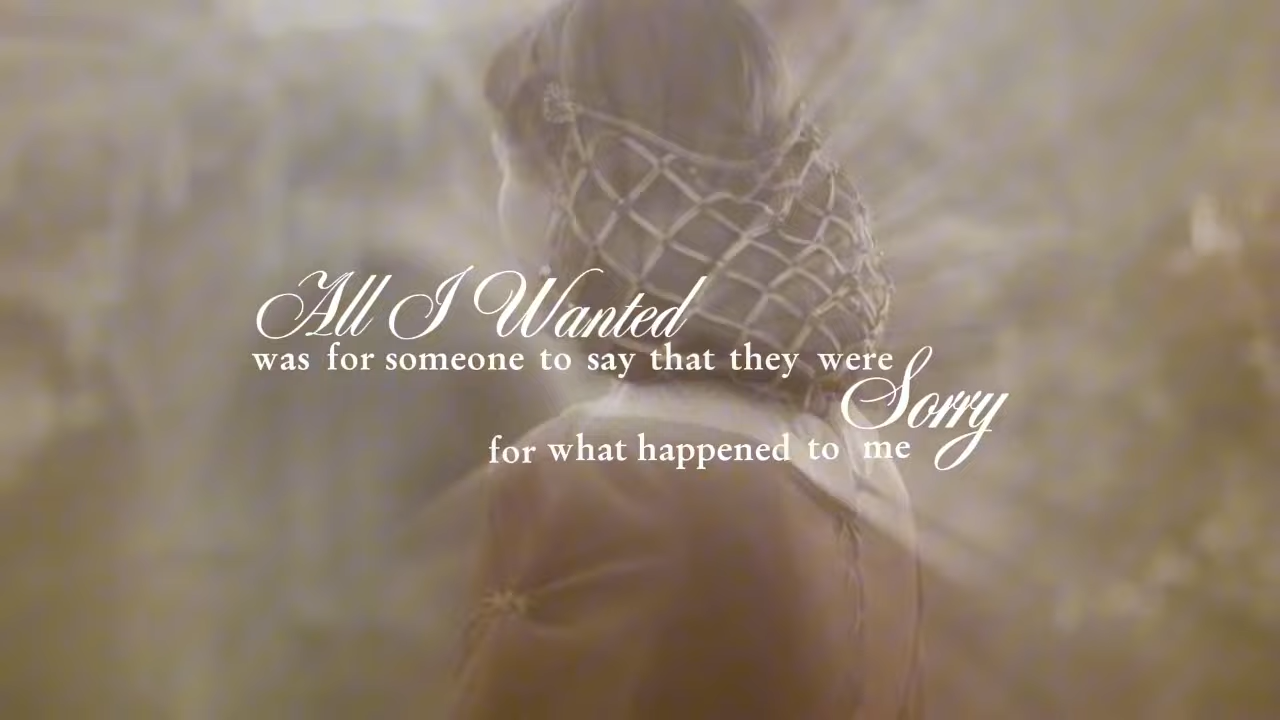 All I Wanted
was for someone to say that they were
Sorry
for what happened to me